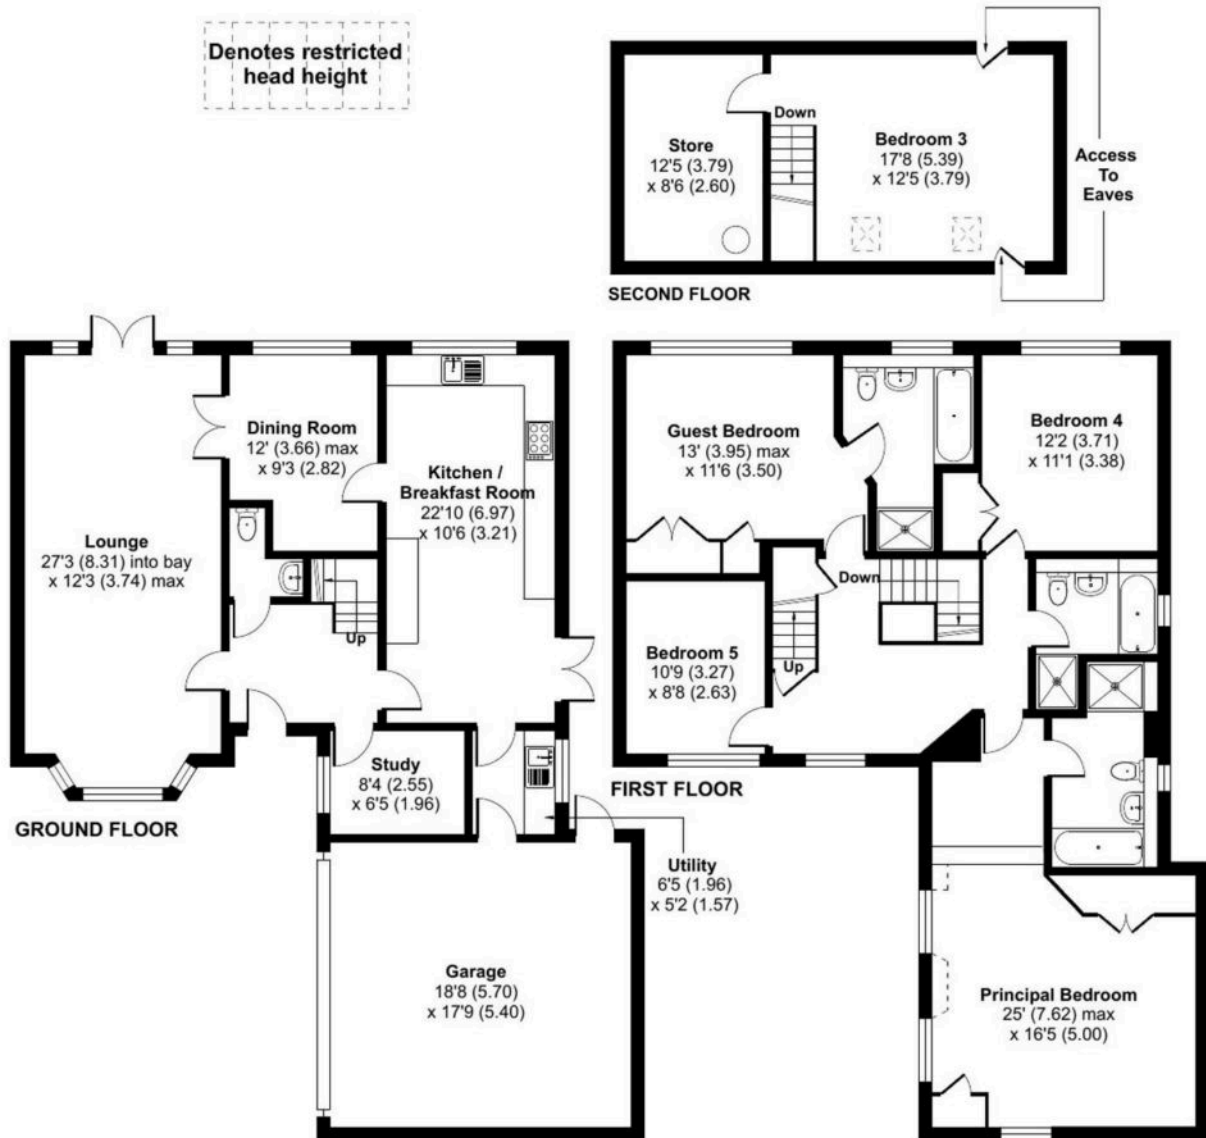 Denotes restricted
head height
Store
12'5 (3.79)
x 8'6 (2.60)
Down
Bedroom 3
17'8 (5.39)
x 12'5 (3.79)
Access
To
Eaves
SECOND FLOOR
Lounge
27'3 (8.31) into bay
x 12'3 (3.74) max
Dining Room
12' (3.66) max
x 9'3 (2.82)
Kitchen /
Breakfast Room
22'10 (6.97)
x 10'6 (3.21)
Up
Study
8'4 (2.55)
x 6'5 (1.96)
GROUND FLOOR
Utility
6'5 (1.96)
x 5'2 (1.57)
Garage
18'8 (5.70)
x 17'9 (5.40)
Guest Bedroom
13' (3.95) max
x 11'6 (3.50)
Bedroom 4
12'2 (3.71)
x 11'1 (3.38)
Down
Bedroom 5
10'9 (3.27)
x 8'8 (2.63)
Up
FIRST FLOOR
Principal Bedroom
25' (7.62) max
x 16'5 (5.00)